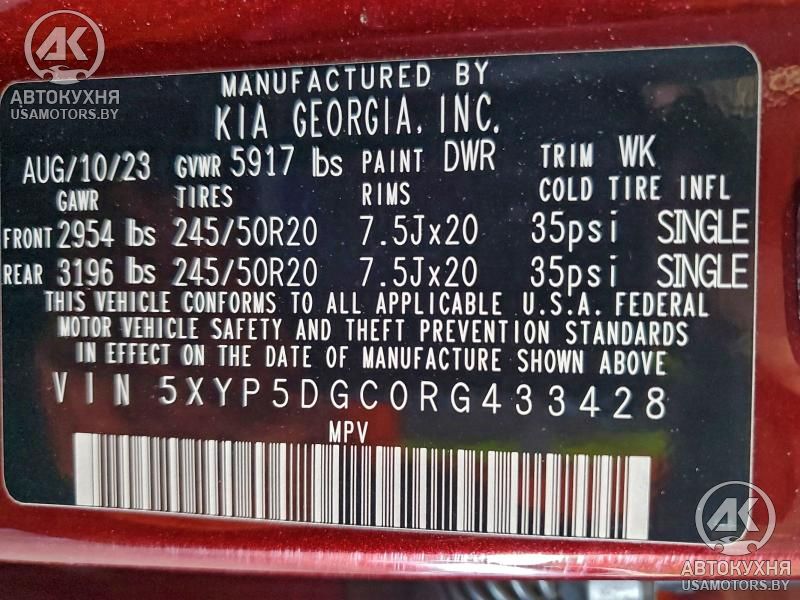 AK
АВТОКУХНЯ
USAMOTORS.BY
MANUFACTURED BY
KIA GEORGIA, INC.
AUG/10/23 GVWR 5917 lbs PAINT DWR TRIM WK
GAWR TIRES RIMS COLD TIRE INFL
FRONT 2954 lbs 245/50R20 7.5Jx20 35psi SINGLE
REAR 3196 lbs 245/50R20 7.5Jx20 35psi SINGLE
THIS VEHICLE CONFORMS TO ALL APPLICABLE U.S.A. FEDERAL
MOTOR VEHICLE SAFETY AND THEFT PREVENTION STANDARDS
IN EFFECT ON THE DATE OF MANUFACTURE SHOWN ABOVE
VIN 5XYP5DGC0RG433428
MPV
AK
АВТОКУХНЯ
USAMOTORS.BY